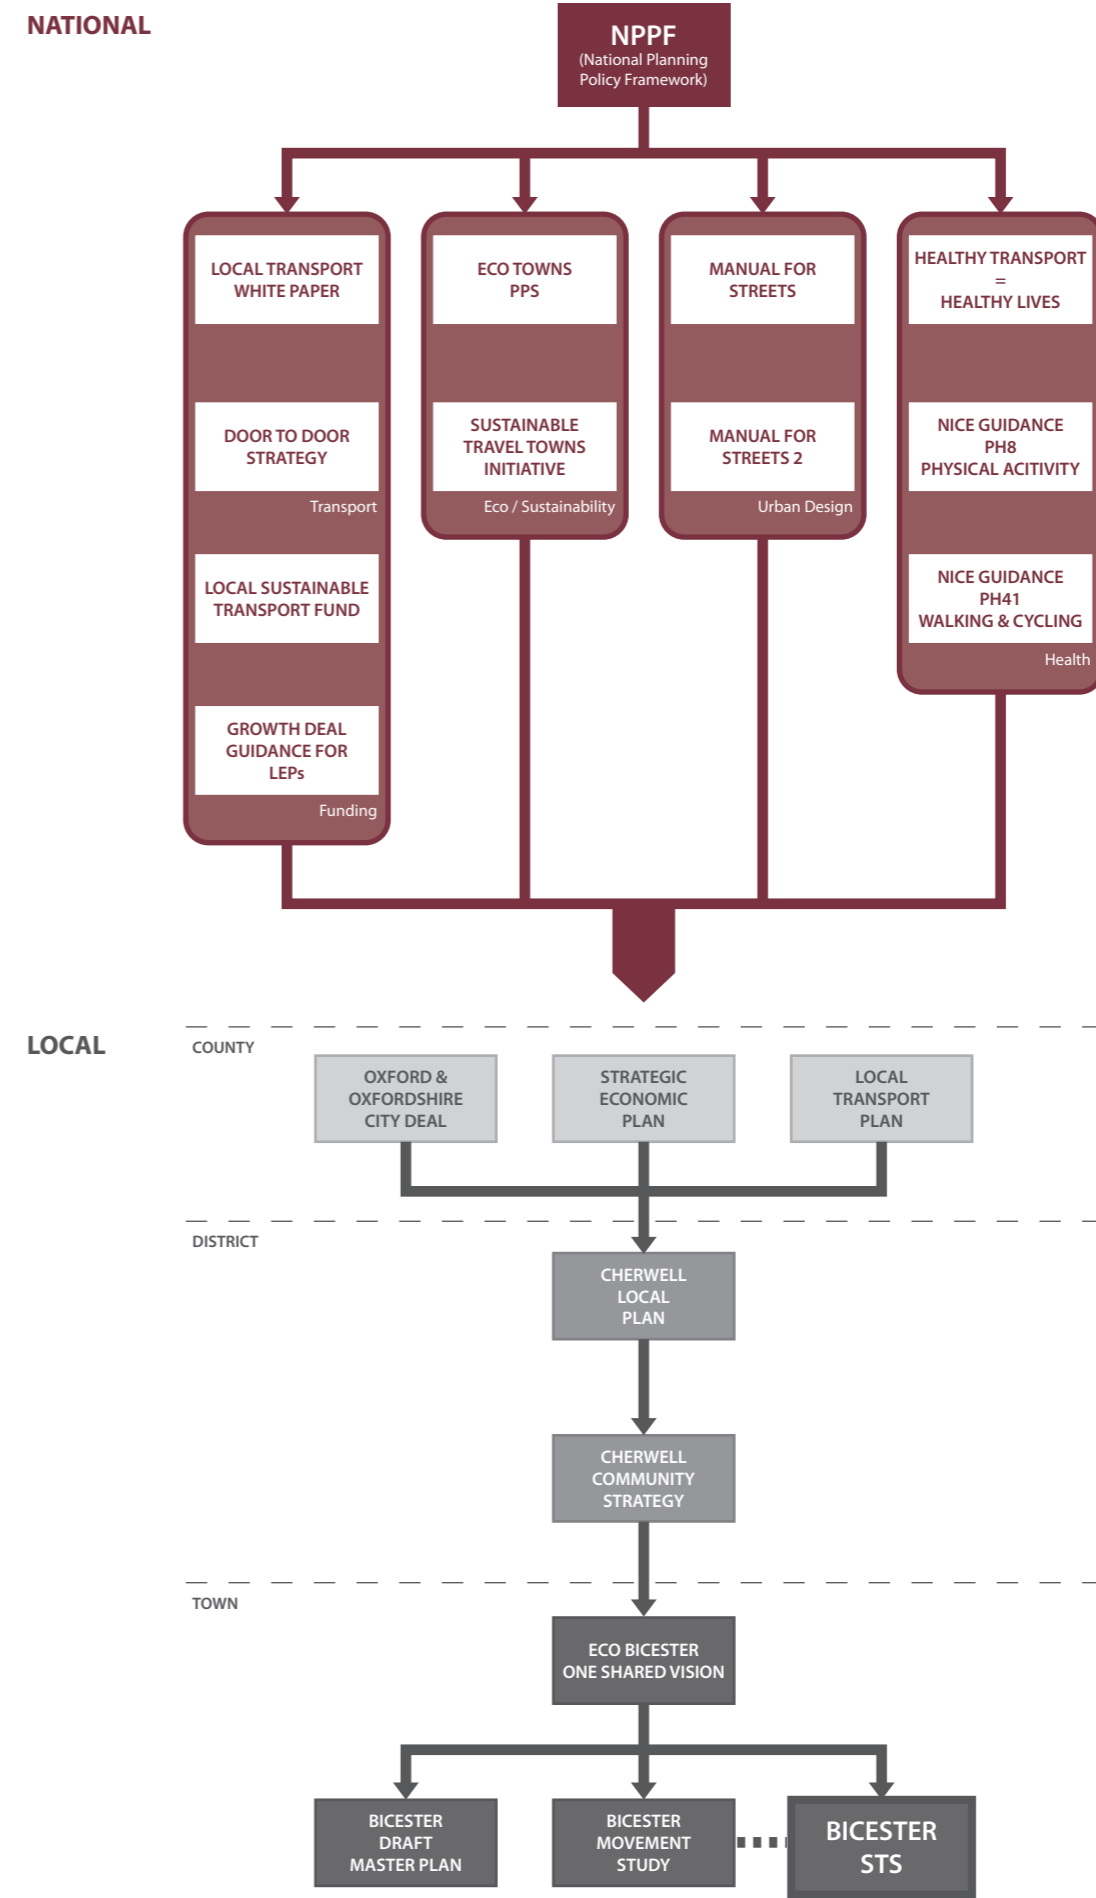 NATIONAL
NPPF
(National Planning
Policy Framework)
LOCAL TRANSPORT
WHITE PAPER
DOOR TO DOOR
STRATEGY
Transport
LOCAL SUSTAINABLE
TRANSPORT FUND
GROWTH DEAL
GUIDANCE FOR
LEPs
Funding
ECO TOWNS
PPS
SUSTAINABLE
TRAVEL TOWNS
INITIATIVE
Eco / Sustainability
MANUAL FOR
STREETS
MANUAL FOR
STREETS 2
Urban Design
HEALTHY TRANSPORT
=
HEALTHY LIVES
NICE GUIDANCE
PH8
PHYSICAL ACITIVITY
NICE GUIDANCE
PH41
WALKING & CYCLING
Health
LOCAL
COUNTY
OXFORD &
OXFORDSHIRE
CITY DEAL
STRATEGIC
ECONOMIC
PLAN
LOCAL
TRANSPORT
PLAN
DISTRICT
CHERWELL
LOCAL
PLAN
CHERWELL
COMMUNITY
STRATEGY
TOWN
ECO BICESTER
ONE SHARED VISION
BICESTER
DRAFT
MASTER PLAN
BICESTER
MOVEMENT
STUDY
BICESTER
STS